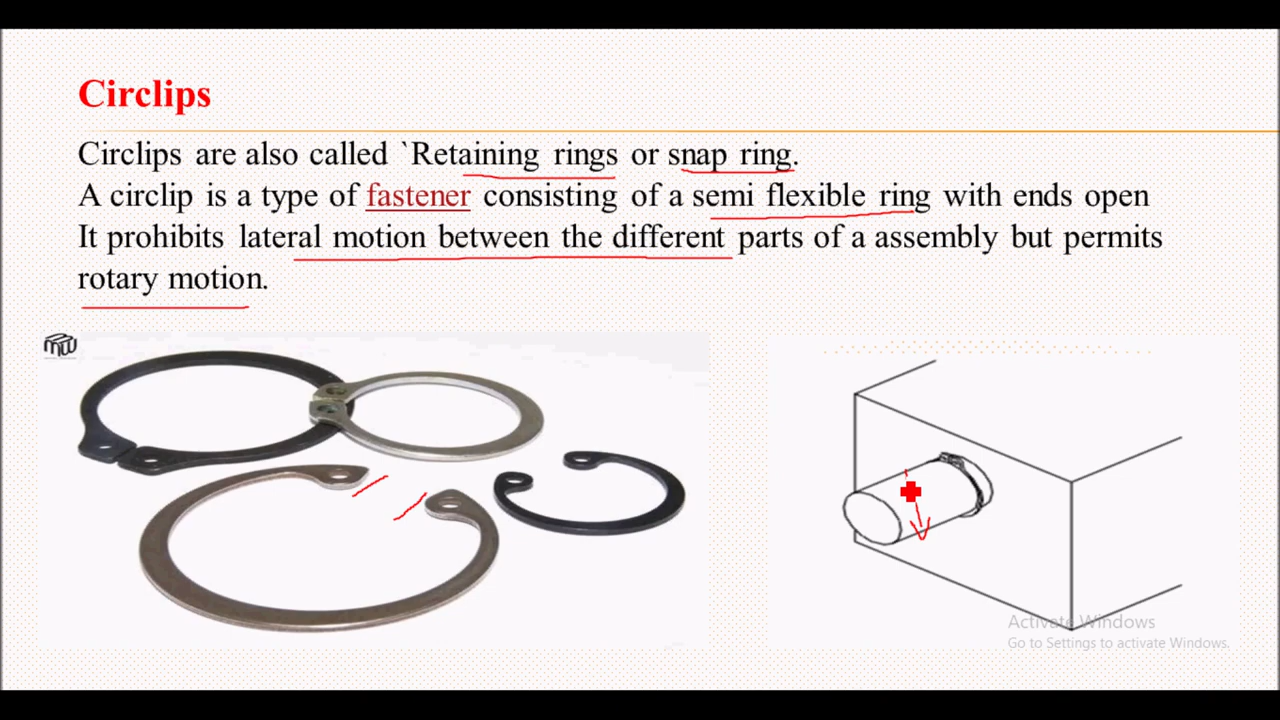 Circlips
Circlips are also called `Retaining rings or snap ring.
A circlip is a type of fastener consisting of a semi flexible ring with ends open
It prohibits lateral motion between the different parts of a assembly but permits
rotary motion.
MW
Activate Windows
Go to Settings to activate Windows.